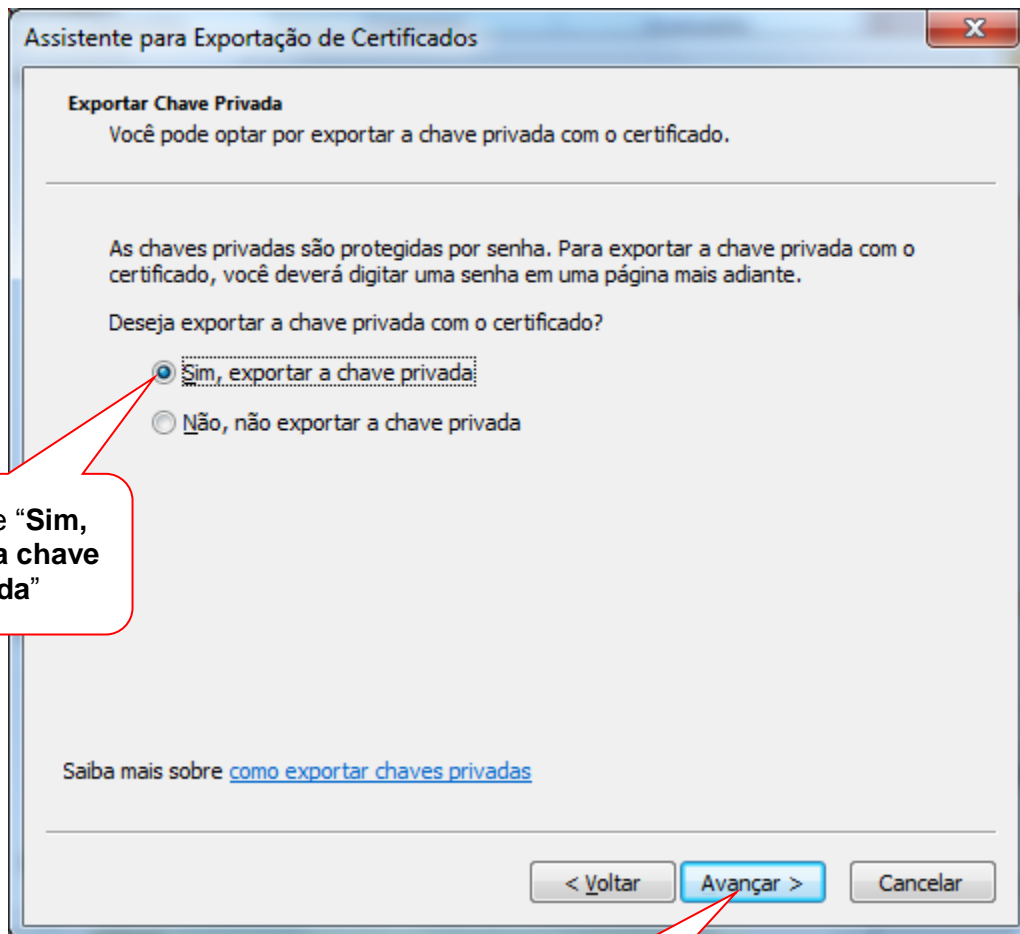 Assistente para Exportação de Certificados
Exportar Chave Privada
Você pode optar por exportar a chave privada com o certificado.
As chaves privadas são protegidas por senha. Para exportar a chave privada com o
certificado, você deverá digitar uma senha em uma página mais adiante.
Deseja exportar a chave privada com o certificado?
Sim, exportar a chave privada
Não, não exportar a chave privada
e “Sim,
a chave
da”
Saiba mais sobre como exportar chaves privadas
< Voltar Avançar > Cancelar